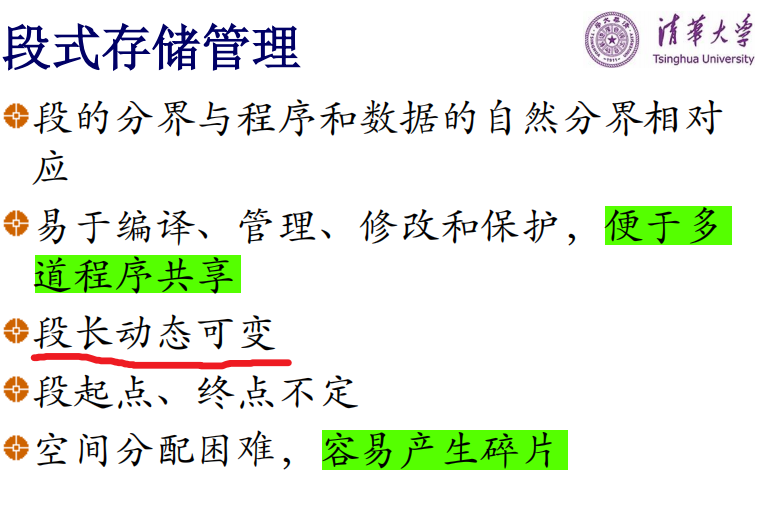 段式存储管理
清华大学
Tsinghua University
段的分界与程序和数据的自然分界相对
应
易于编译、管理、修改和保护，便于多
道程序共享
段长动态可变
段起点、终点不定
空间分配困难，容易产生碎片